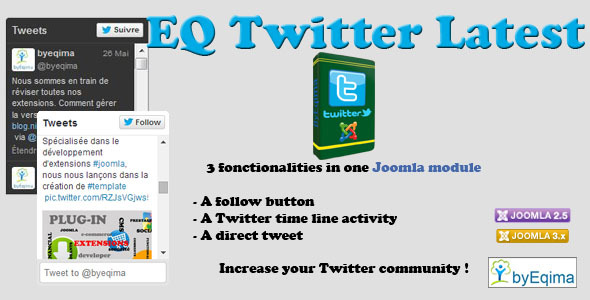 EQ Twitter Latest
Tweets
Suivre
byeqima
26 Mai
@byeqima
Nous sommes en train de
réviser toutes nos
extensions. Comment gérer
la vers
blog.ni
via @
Étendr
Tweets
Follow
Spécialisée dans le
développement
d'extensions #joomla,
nous nous lançons dans la
création de #template
pic.twitter.com/RZJsVGjws!
PLUG-IN
e-commerce
CMS
EXTENSIONS
developer
Tweet to @byeqima
twitter
3 fonctionalities in one Joomla module
- A follow button
- A Twitter time line activity
- A direct tweet
Increase your Twitter community !
JOOMLA 2.5
JOOMLA 3.x
byEqima